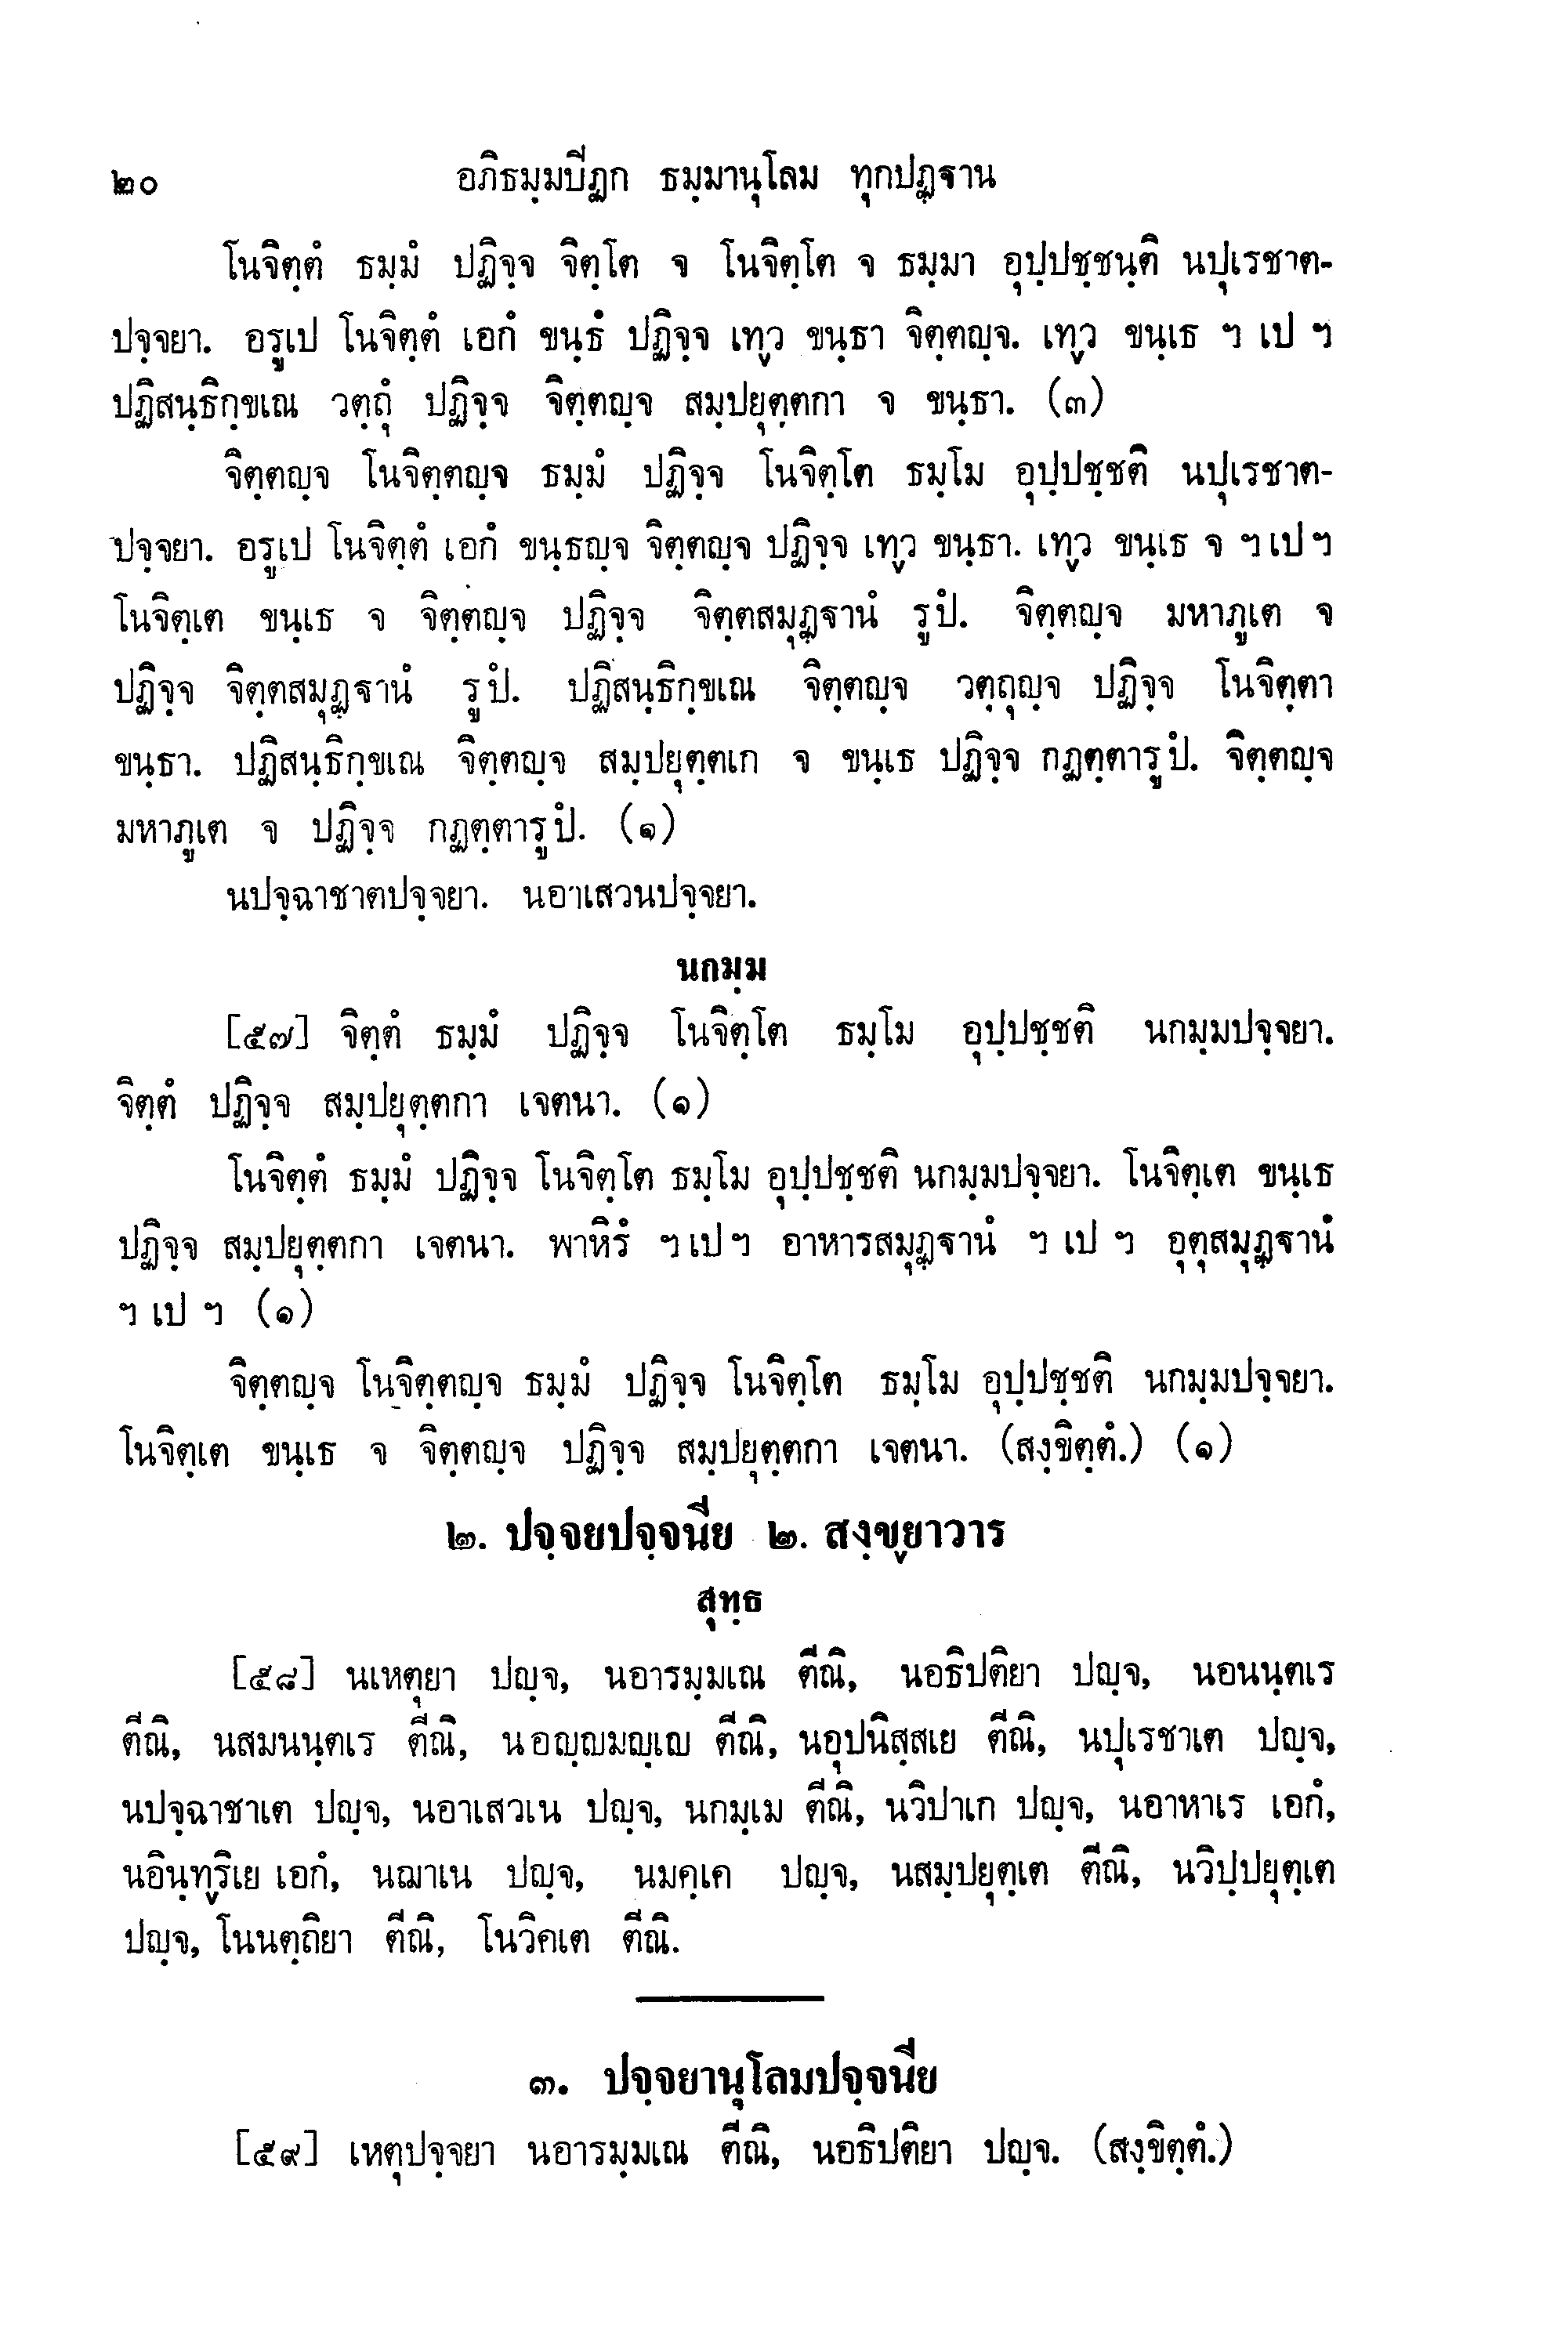 ๒๐ อภิธมฺมปิฏก ธมฺมานุโลม ทุกปฏฺฐาน
โนจิตฺตํ ธมฺมํ ปฏิจฺจ จิตฺโต จ โนจิตฺโต จ ธมฺมา อุปฺปชฺชนฺติ นปุเรชาต-
ปจฺจยา. อรูเป โนจิตฺตํ เอกํ ขนฺธํ ปฏิจฺจ เทฺว ขนฺธา จิตฺตญฺจ. เทฺว ขนฺเธ ฯ เป ฯ
ปฏิสนฺธิกฺขเณ วตฺถุํ ปฏิจฺจ จิตฺตญฺจ สมฺปยุตฺตกา จ ขนฺธา. (๓)
จิตฺตญฺจ โนจิตฺตญฺจ ธมฺมํ ปฏิจฺจ โนจิตฺโต ธมฺโม อุปฺปชฺชติ นปุเรชาต-
ปจฺจยา. อรูเป โนจิตฺตํ เอกํ ขนฺธญฺจ จิตฺตญฺจ ปฏิจฺจ เทฺว ขนฺธา. เทฺว ขนฺเธ จ ฯ เป ฯ
โนจิตฺเต ขนฺเธ จ จิตฺตญฺจ ปฏิจฺจ จิตฺตสมุฏฺฐานํ รูปํ. จิตฺตญฺจ มหาภูเต จ
ปฏิจฺจ จิตฺตสมุฏฺฐานํ รูปํ. ปฏิสนฺธิกฺขเณ จิตฺตญฺจ วตฺถุญฺจ ปฏิจฺจ โนจิตฺตา
ขนฺธา. ปฏิสนฺธิกฺขเณ จิตฺตญฺจ สมฺปยุตฺตเก จ ขนฺเธ ปฏิจฺจ กฏตฺตารูปํ. จิตฺตญฺจ
มหาภูเต จ ปฏิจฺจ กฏตฺตารูปํ. (๑)
นปจฺฉาชาตปจฺจยา. นอาเสวนปจฺจยา.
นกมฺม
[๕๗] จิตฺตํ ธมฺมํ ปฏิจฺจ โนจิตฺโต ธมฺโม อุปฺปชฺชติ นกมฺมปจฺจยา.
จิตฺตํ ปฏิจฺจ สมฺปยุตฺตกา เจตนา. (๑)
โนจิตฺตํ ธมฺมํ ปฏิจฺจ โนจิตฺโต ธมฺโม อุปฺปชฺชติ นกมฺมปจฺจยา. โนจิตฺเต ขนฺเธ
ปฏิจฺจ สมฺปยุตฺตกา เจตนา. พาหิรํ ฯ เป ฯ อาหารสมุฏฺฐานํ ฯ เป ฯ อุตุสมุฏฺฐานํ
ฯ เป ฯ (๑)
จิตฺตญฺจ โนจิตฺตญฺจ ธมฺมํ ปฏิจฺจ โนจิตฺโต ธมฺโม อุปฺปชฺชติ นกมฺมปจฺจยา.
โนจิตฺเต ขนฺเธ จ จิตฺตญฺจ ปฏิจฺจ สมฺปยุตฺตกา เจตนา. (สงฺขิตฺตํ.) (๑)
๒. ปจฺจยปจฺจนีย ๒. สงฺขฺยาวาร
สุทฺธ
[๕๘] นเหตุยา ปญฺจ, นอารมฺมเณ ตีณิ, นอธิปติยา ปญฺจ, นอนนฺตเร
ตีณิ, นสมนนฺตเร ตีณิ, นอญฺญมญฺเญ ตีณิ, นอุปนิสฺสเย ตีณิ, นปุเรชาเต ปญฺจ,
นปจฺฉาชาเต ปญฺจ, นอาเสวเน ปญฺจ, นกมฺเม ตีณิ, นวิปาเก ปญฺจ, นอาหาเร เอกํ,
นอินฺทฺริเย เอกํ, นฌาเน ปญฺจ, นมคฺเค ปญฺจ, นสมฺปยุตฺเต ตีณิ, นวิปฺปยุตฺเต
ปญฺจ, โนนตฺถิยา ตีณิ, โนวิคเต ตีณิ.
๓. ปจฺจยานุโลมปจฺจนีย
[๕๙] เหตุปจฺจยา นอารมฺมเณ ตีณิ, นอธิปติยา ปญฺจ. (สงฺขิตฺตํ.)